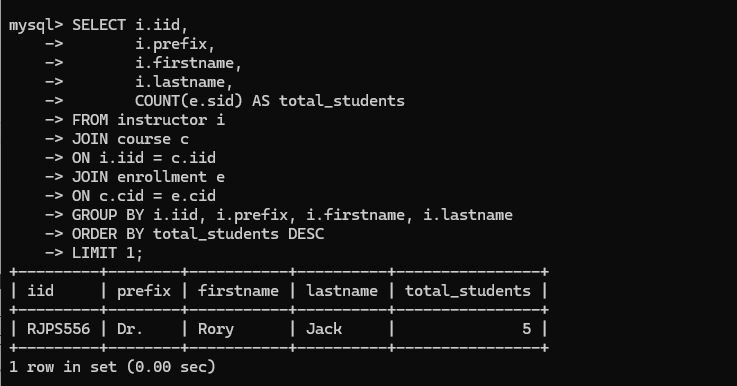 mysql> SELECT i.iid,
    ->        i.prefix,
    ->        i.firstname,
    ->        i.lastname,
    ->        COUNT(e.sid) AS total_students
    -> FROM instructor i
    -> JOIN course c
    -> ON i.iid = c.iid
    -> JOIN enrollment e
    -> ON c.cid = e.cid
    -> GROUP BY i.iid, i.prefix, i.firstname, i.lastname
    -> ORDER BY total_students DESC
    -> LIMIT 1;
+---------+--------+-----------+----------+----------------+
| iid     | prefix | firstname | lastname | total_students |
+---------+--------+-----------+----------+----------------+
| RJPS556 | Dr.    | Rory      | Jack     |              5 |
+---------+--------+-----------+----------+----------------+
1 row in set (0.00 sec)